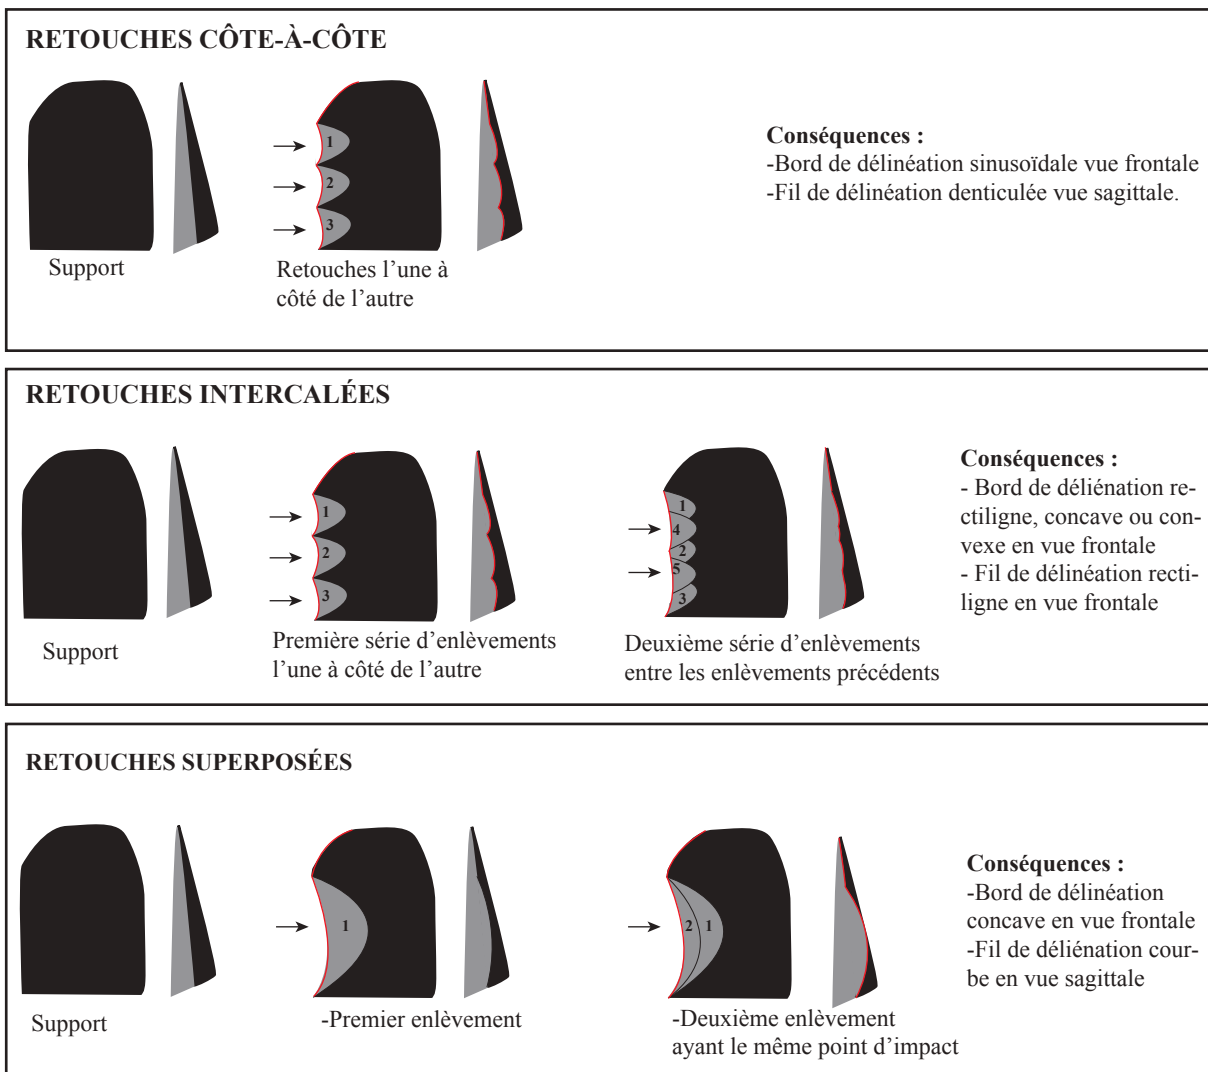 RETOUCHES CÔTE-À-CÔTE
1
2
3
Support
Retouches l’une à
côté de l’autre
Conséquences :
-Bord de délinéation sinusoïdale vue frontale
-Fil de délinéation denticulée vue sagittale.
RETOUCHES INTERCALÉES
1
2
3
1
4
2
5
3
Support
Première série d’enlèvements
l’une à côté de l’autre
Deuxième série d’enlèvements
entre les enlèvements précédents
Conséquences :
- Bord de déliénation re-
ctiligne, concave ou con-
vexe en vue frontale
- Fil de délinéation recti-
ligne en vue frontale
RETOUCHES SUPERPOSÉES
1
2 1
Support
-Premier enlèvement
-Deuxième enlèvement
ayant le même point d’impact
Conséquences :
-Bord de délinéation
concave en vue frontale
-Fil de déliénation cour-
be en vue sagittale